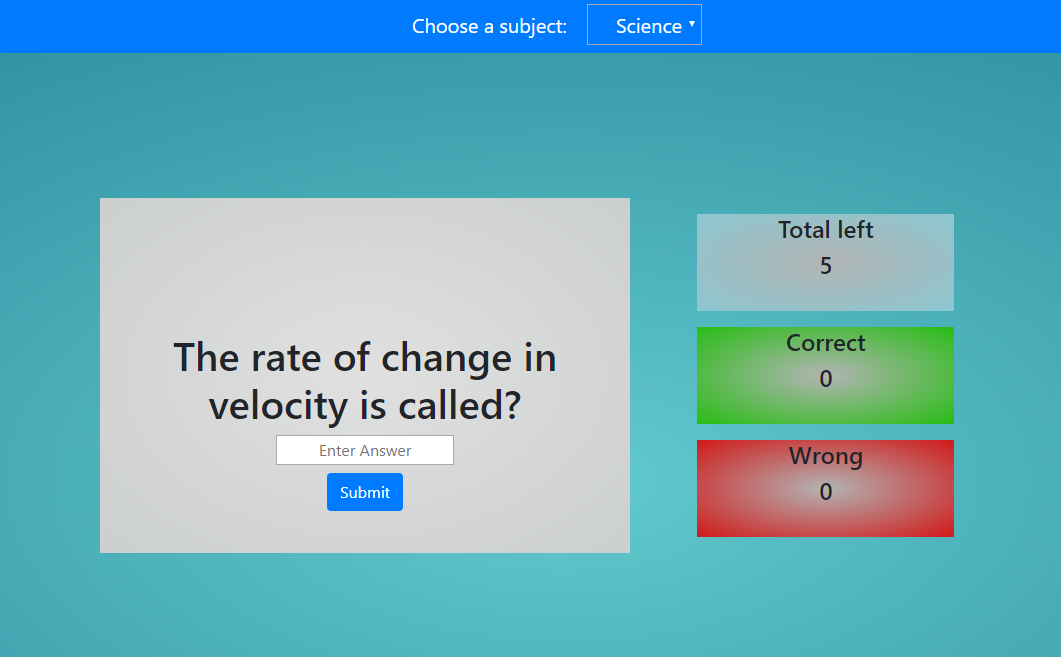 Choose a subject: Science
The rate of change in
velocity is called?
Enter Answer
Submit
Total left
5
Correct
0
Wrong
0